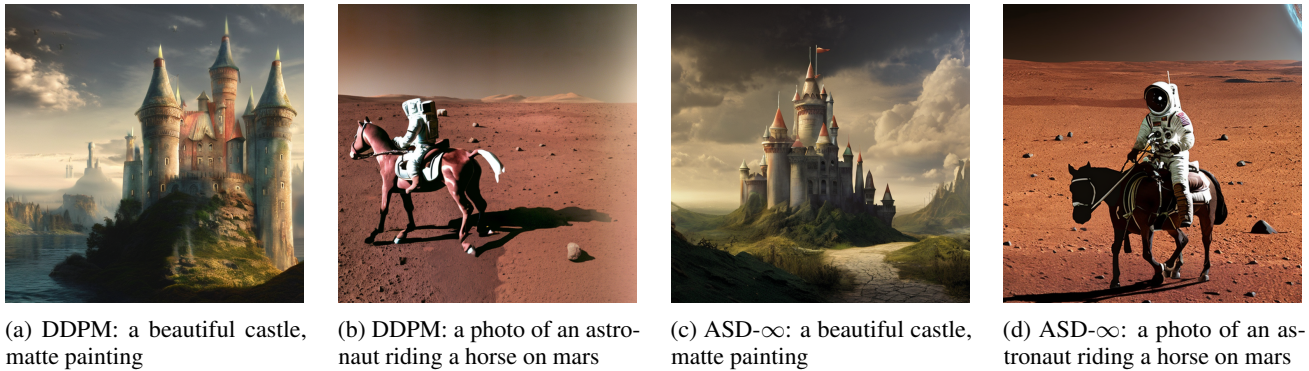 (a) DDPM: a beautiful castle,
matte painting
(b) DDPM: a photo of an astro-
naut riding a horse on mars
(c) ASD-∞: a beautiful castle,
matte painting
(d) ASD-∞: a photo of an as-
tronaut riding a horse on mars